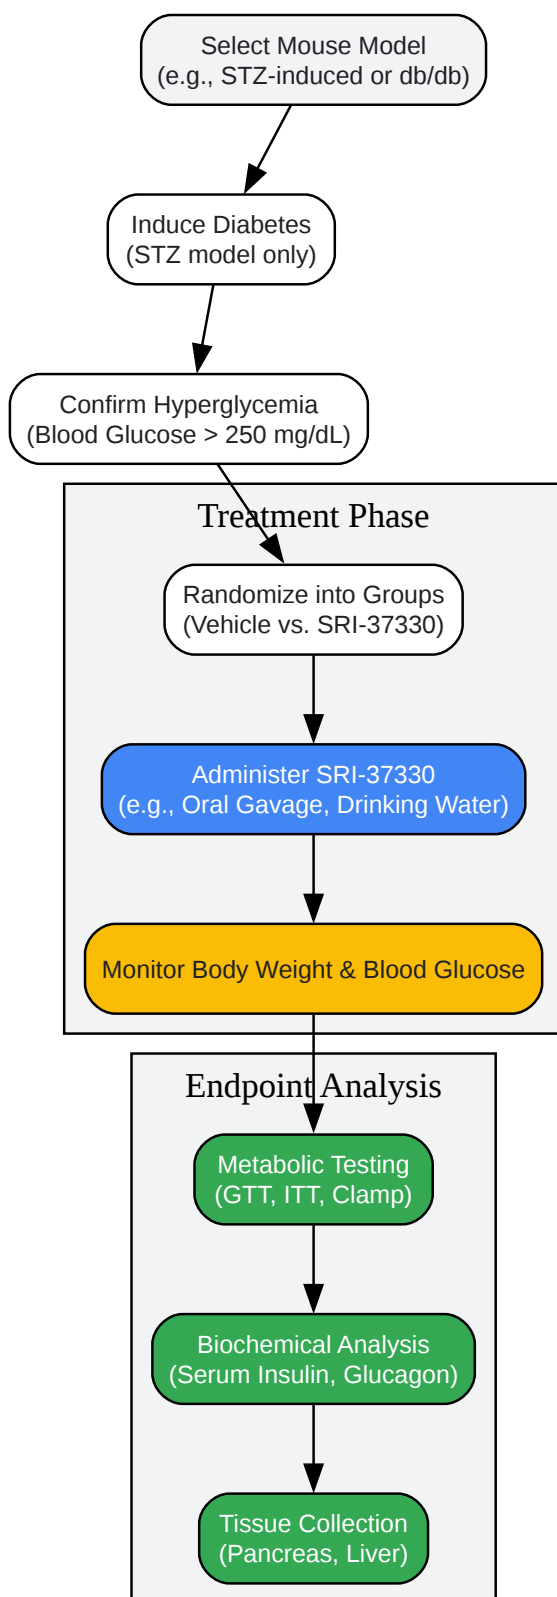 Select Mouse Model
(e.g., STZ-induced or db/db)
Induce Diabetes
(STZ model only)
Confirm Hyperglycemia
(Blood Glucose > 250 mg/dL)
Treatment Phase
Randomize into Groups
(Vehicle vs. SRI-37330)
Administer SRI-37330
(e.g., Oral Gavage, Drinking Water)
Monitor Body Weight & Blood Glucose
Endpoint Analysis
Metabolic Testing
(GTT, ITT, Clamp)
Biochemical Analysis
(Serum Insulin, Glucagon)
Tissue Collection
(Pancreas, Liver)